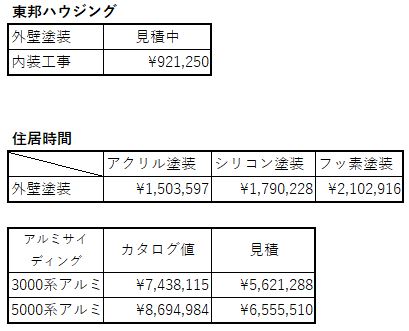 東邦ハウジング
外壁塗装 見積中
内装工事 ¥921,250
住居時間
アクリル塗装 シリコン塗装 フッ素塗装
外壁塗装 ¥1,503,597 ¥1,790,228 ¥2,102,916
アルミサイ
ディング カタログ値 見積
3000系アルミ ¥7,438,115 ¥5,621,288
5000系アルミ ¥8,694,984 ¥6,555,510